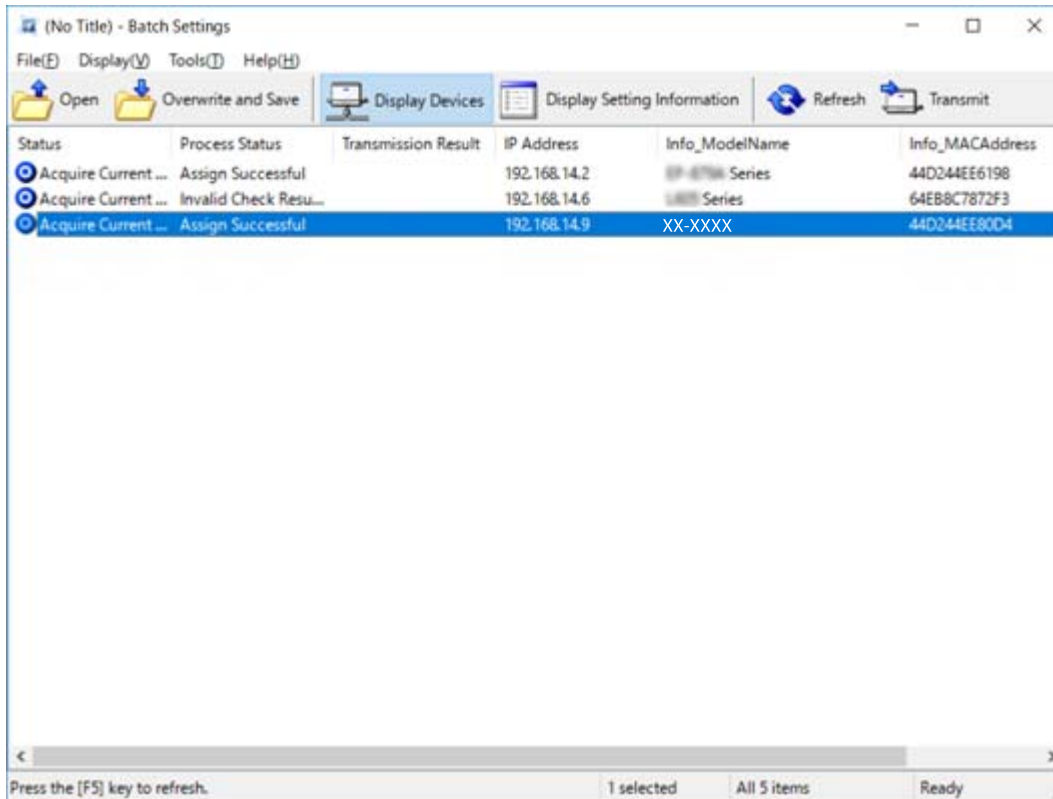 (No Title) - Batch Settings
File(F) Display(V) Tools(T) Help(H)
Open Overwrite and Save Display Devices Display Setting Information Refresh Transmit
Status Process Status Transmission Result IP Address Info_ModelName Info_MACAddress
Acquire Current ... Assign Successful 192.168.14.2 Series 44D244EE6198
Acquire Current ... Invalid Check Resu... 192.168.14.6 Series 64EB8C7872F3
Acquire Current ... Assign Successful 192.168.14.9 XX-XXXX 44D244EE80D4
Press the [F5] key to refresh. 1 selected All 5 items Ready